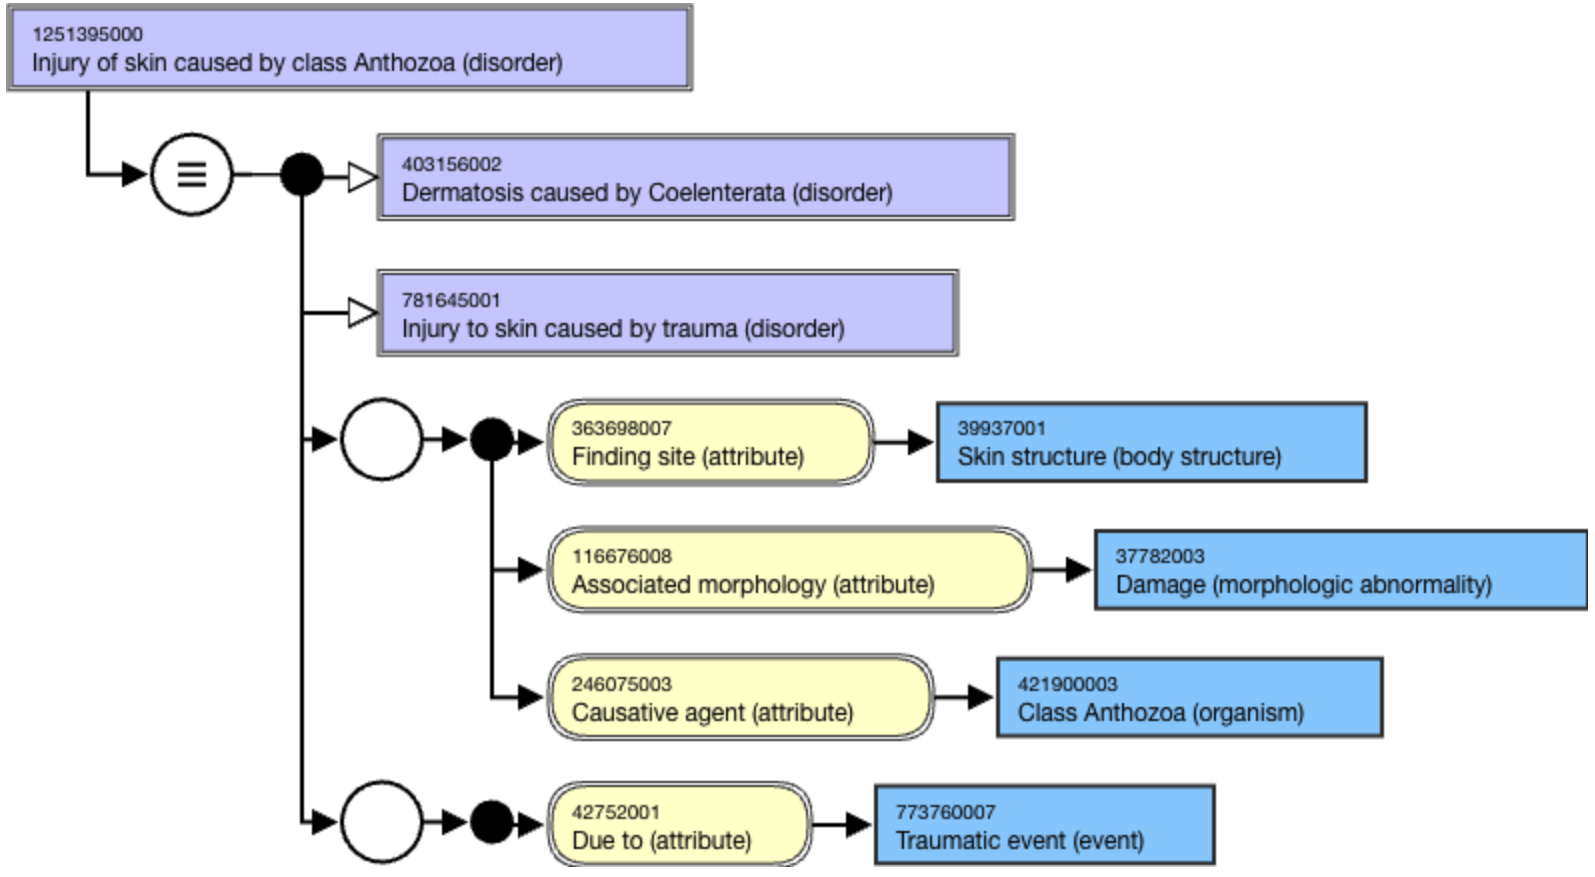 1251395000
Injury of skin caused by class Anthozoa (disorder)
403156002
Dermatosis caused by Coelenterata (disorder)
781645001
Injury to skin caused by trauma (disorder)
363698007
Finding site (attribute)
39937001
Skin structure (body structure)
116676008
Associated morphology (attribute)
37782003
Damage (morphologic abnormality)
246075003
Causative agent (attribute)
421900003
Class Anthozoa (organism)
42752001
Due to (attribute)
773760007
Traumatic event (event)